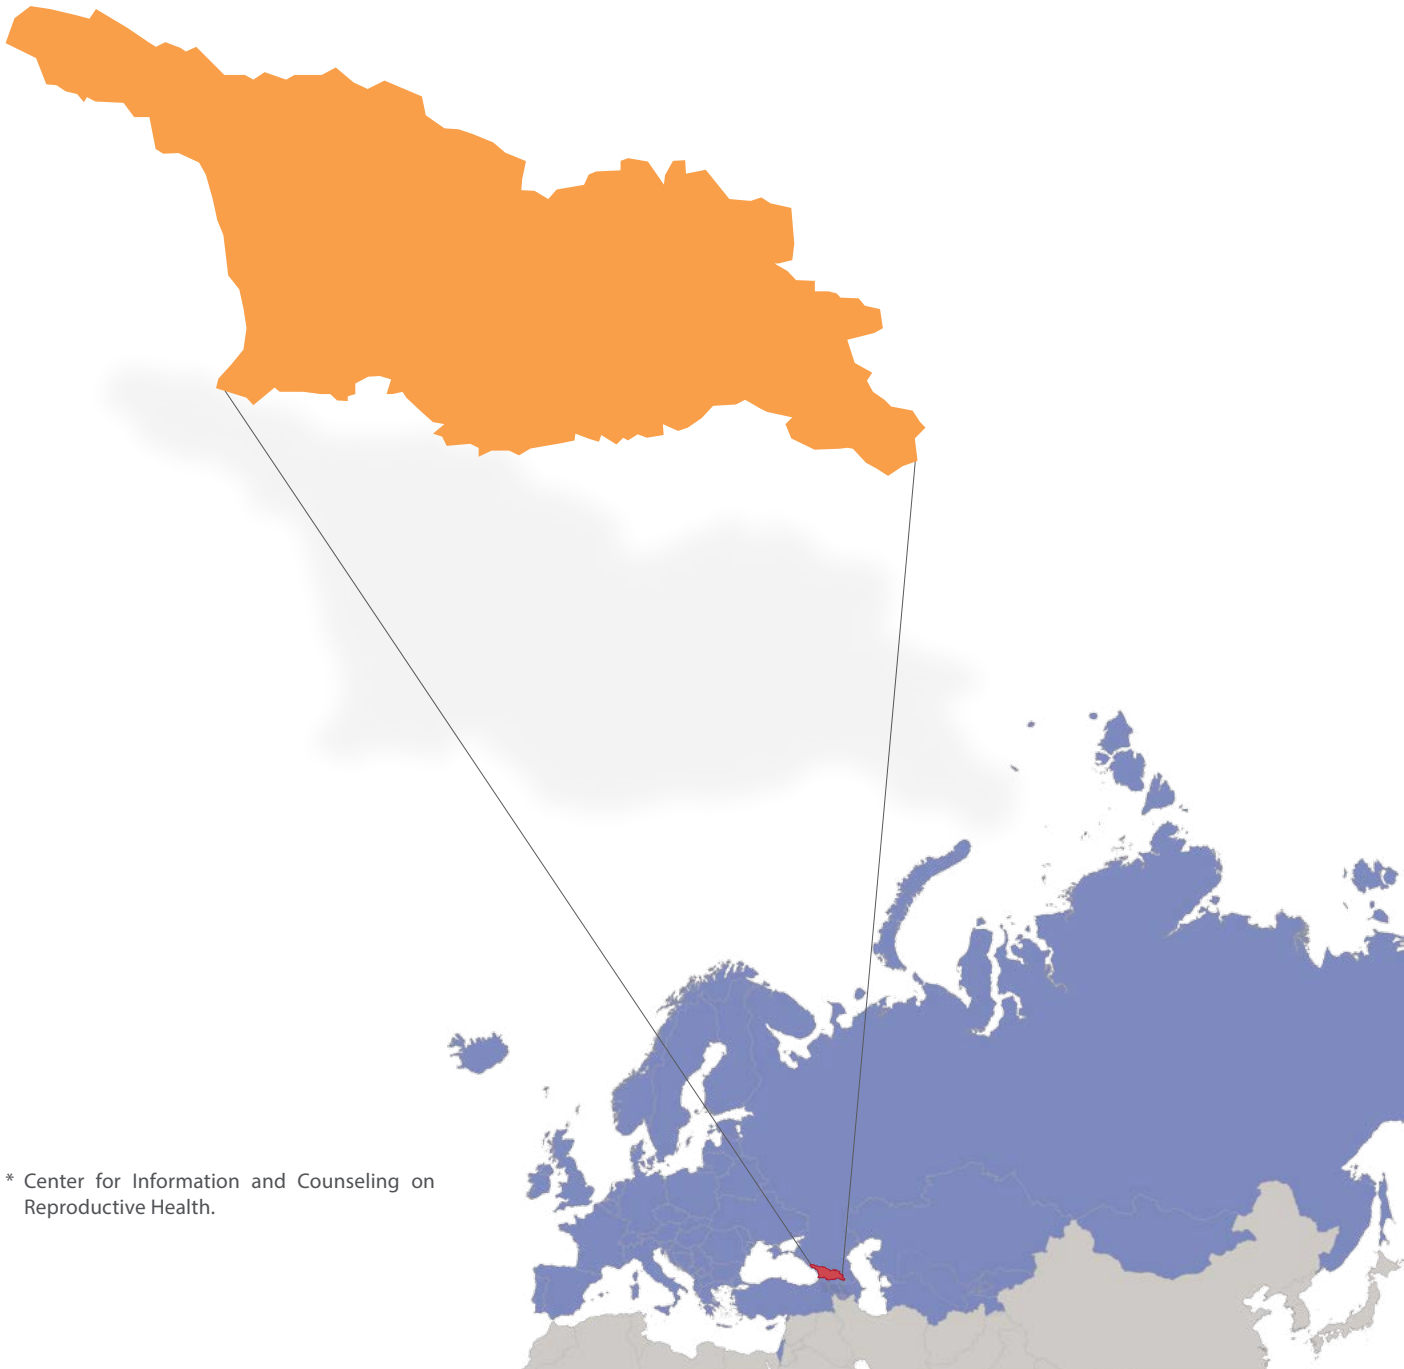 * Center for Information and Counseling on
Reproductive Health.